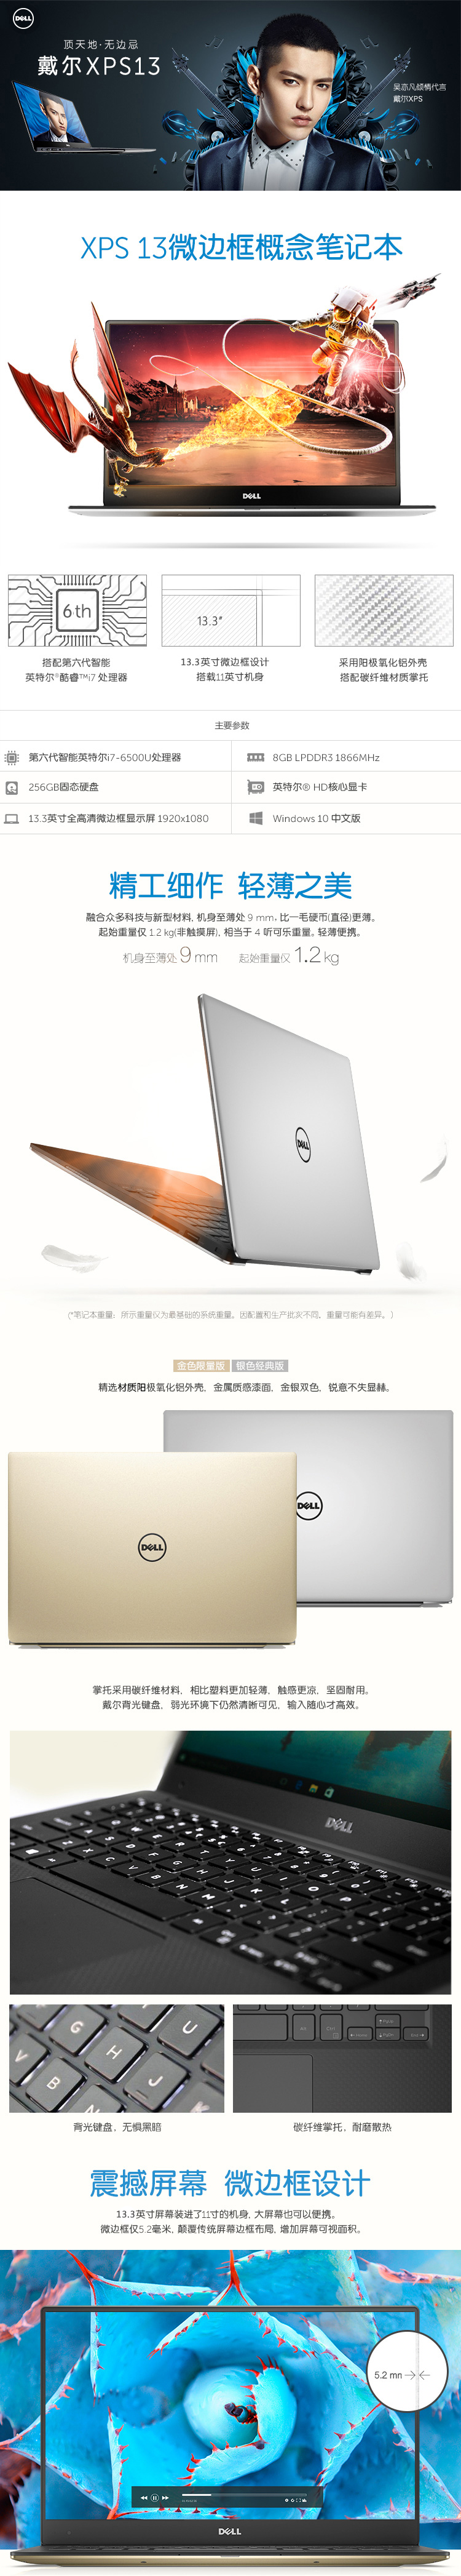 DELL
顶天地·无边忌
戴尔XPS13
吴亦凡倾情代言
戴尔XPS
XPS 13微边框概念笔记本
DELL
6th
13.3"
搭配第六代智能
英特尔®酷睿™i7 处理器
13.3英寸微边框设计
搭载11英寸机身
采用阳极氧化铝外壳
搭配碳纤维材质掌托
主要参数
第六代智能英特尔i7-6500U处理器
8GB LPDDR3 1866MHz
256GB固态硬盘
英特尔® HD核心显卡
13.3英寸全高清微边框显示屏 1920x1080
Windows 10 中文版
精工细作 轻薄之美
融合众多科技与新型材料, 机身至薄处 9 mm, 比一毛硬币(直径)更薄。
起始重量仅 1.2 kg(非触摸屏), 相当于 4 听可乐重量。轻薄便携。
机身至薄处 9 mm 起始重量仅 1.2 kg
DELL
(*笔记本重量：所示重量仅为最基础的系统重量。因配置和生产批次不同。重量可能有差异。)
金色限量版 银色经典版
精选材质阳极氧化铝外壳，金属质感漆面，金银双色，锐意不失显赫。
DELL
DELL
掌托采用碳纤维材料，相比塑料更加轻薄，触感更凉，坚固耐用。
戴尔背光键盘，弱光环境下仍然清晰可见，输入随心才高效。
DELL
背光键盘，无惧黑暗
碳纤维掌托，耐磨散热
震撼屏幕 微边框设计
13.3英寸屏幕装进了11寸的机身, 大屏幕也可以便携。
微边框仅5.2毫米, 颠覆传统屏幕边框布局, 增加屏幕可视面积。
5.2 mm
DELL